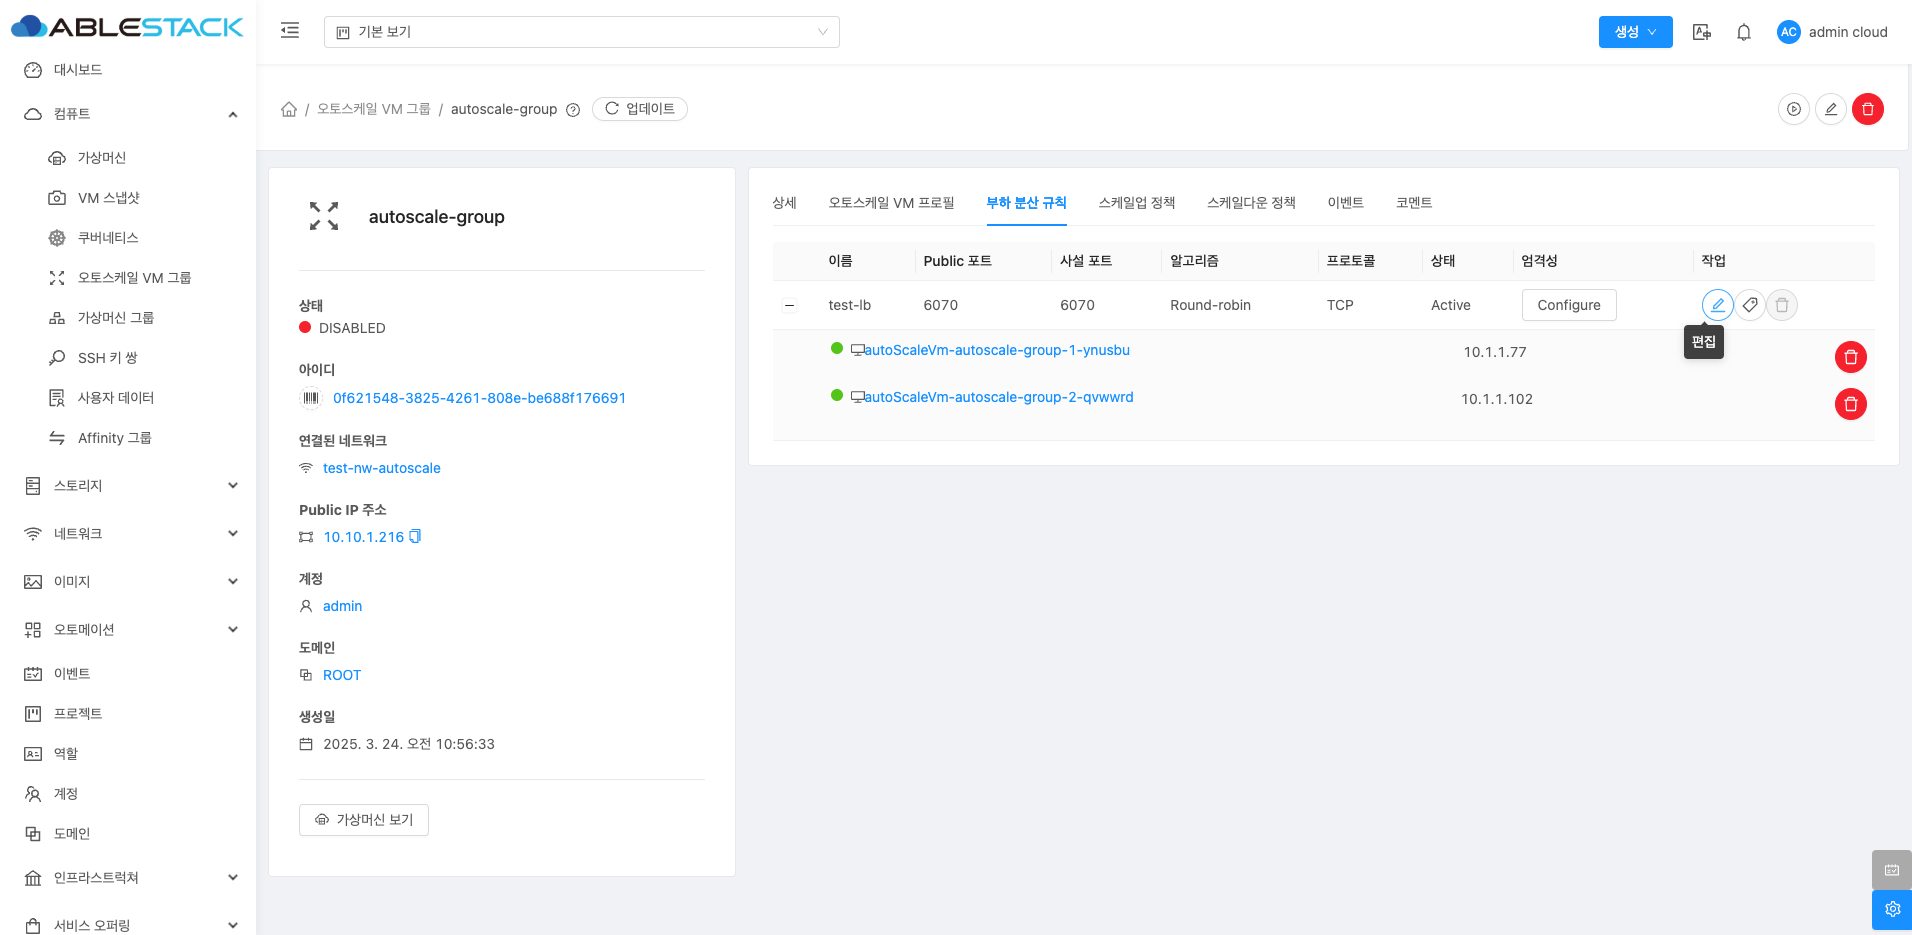 ABLESTACK
기본 보기
생성
AC
admin cloud
대시보드
컴퓨트
가상머신
VM 스냅샷
쿠버네티스
오토스케일 VM 그룹
가상머신 그룹
SSH 키 쌍
사용자 데이터
Affinity 그룹
스토리지
네트워크
이미지
오토메이션
이벤트
프로젝트
역할
계정
도메인
인프라스트럭쳐
서비스 오퍼링
/ 오토스케일 VM 그룹 / autoscale-group
업데이트
autoscale-group
상태
DISABLED
아이디
0f621548-3825-4261-808e-be688f176691
연결된 네트워크
test-nw-autoscale
Public IP 주소
10.10.1.216
계정
admin
도메인
ROOT
생성일
2025. 3. 24. 오전 10:56:33
가상머신 보기
상세 오토스케일 VM 프로필 부하 분산 규칙 스케일업 정책 스케일다운 정책 이벤트 코멘트
이름 Public 포트 사설 포트 알고리즘 프로토콜 상태 엄격성 작업
test-lb 6070 6070 Round-robin TCP Active Configure
편집
autoScaleVm-autoscale-group-1-ynusbu 10.1.1.77
autoScaleVm-autoscale-group-2-qvwwrd 10.1.1.102